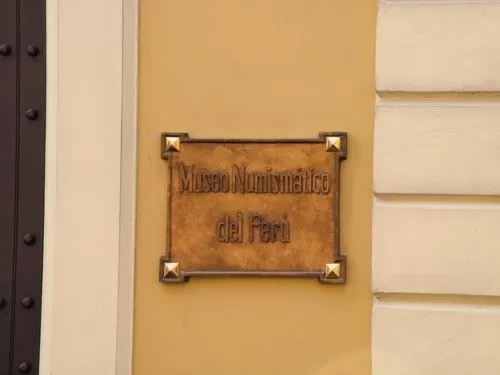 Museo Numismático
del Perú